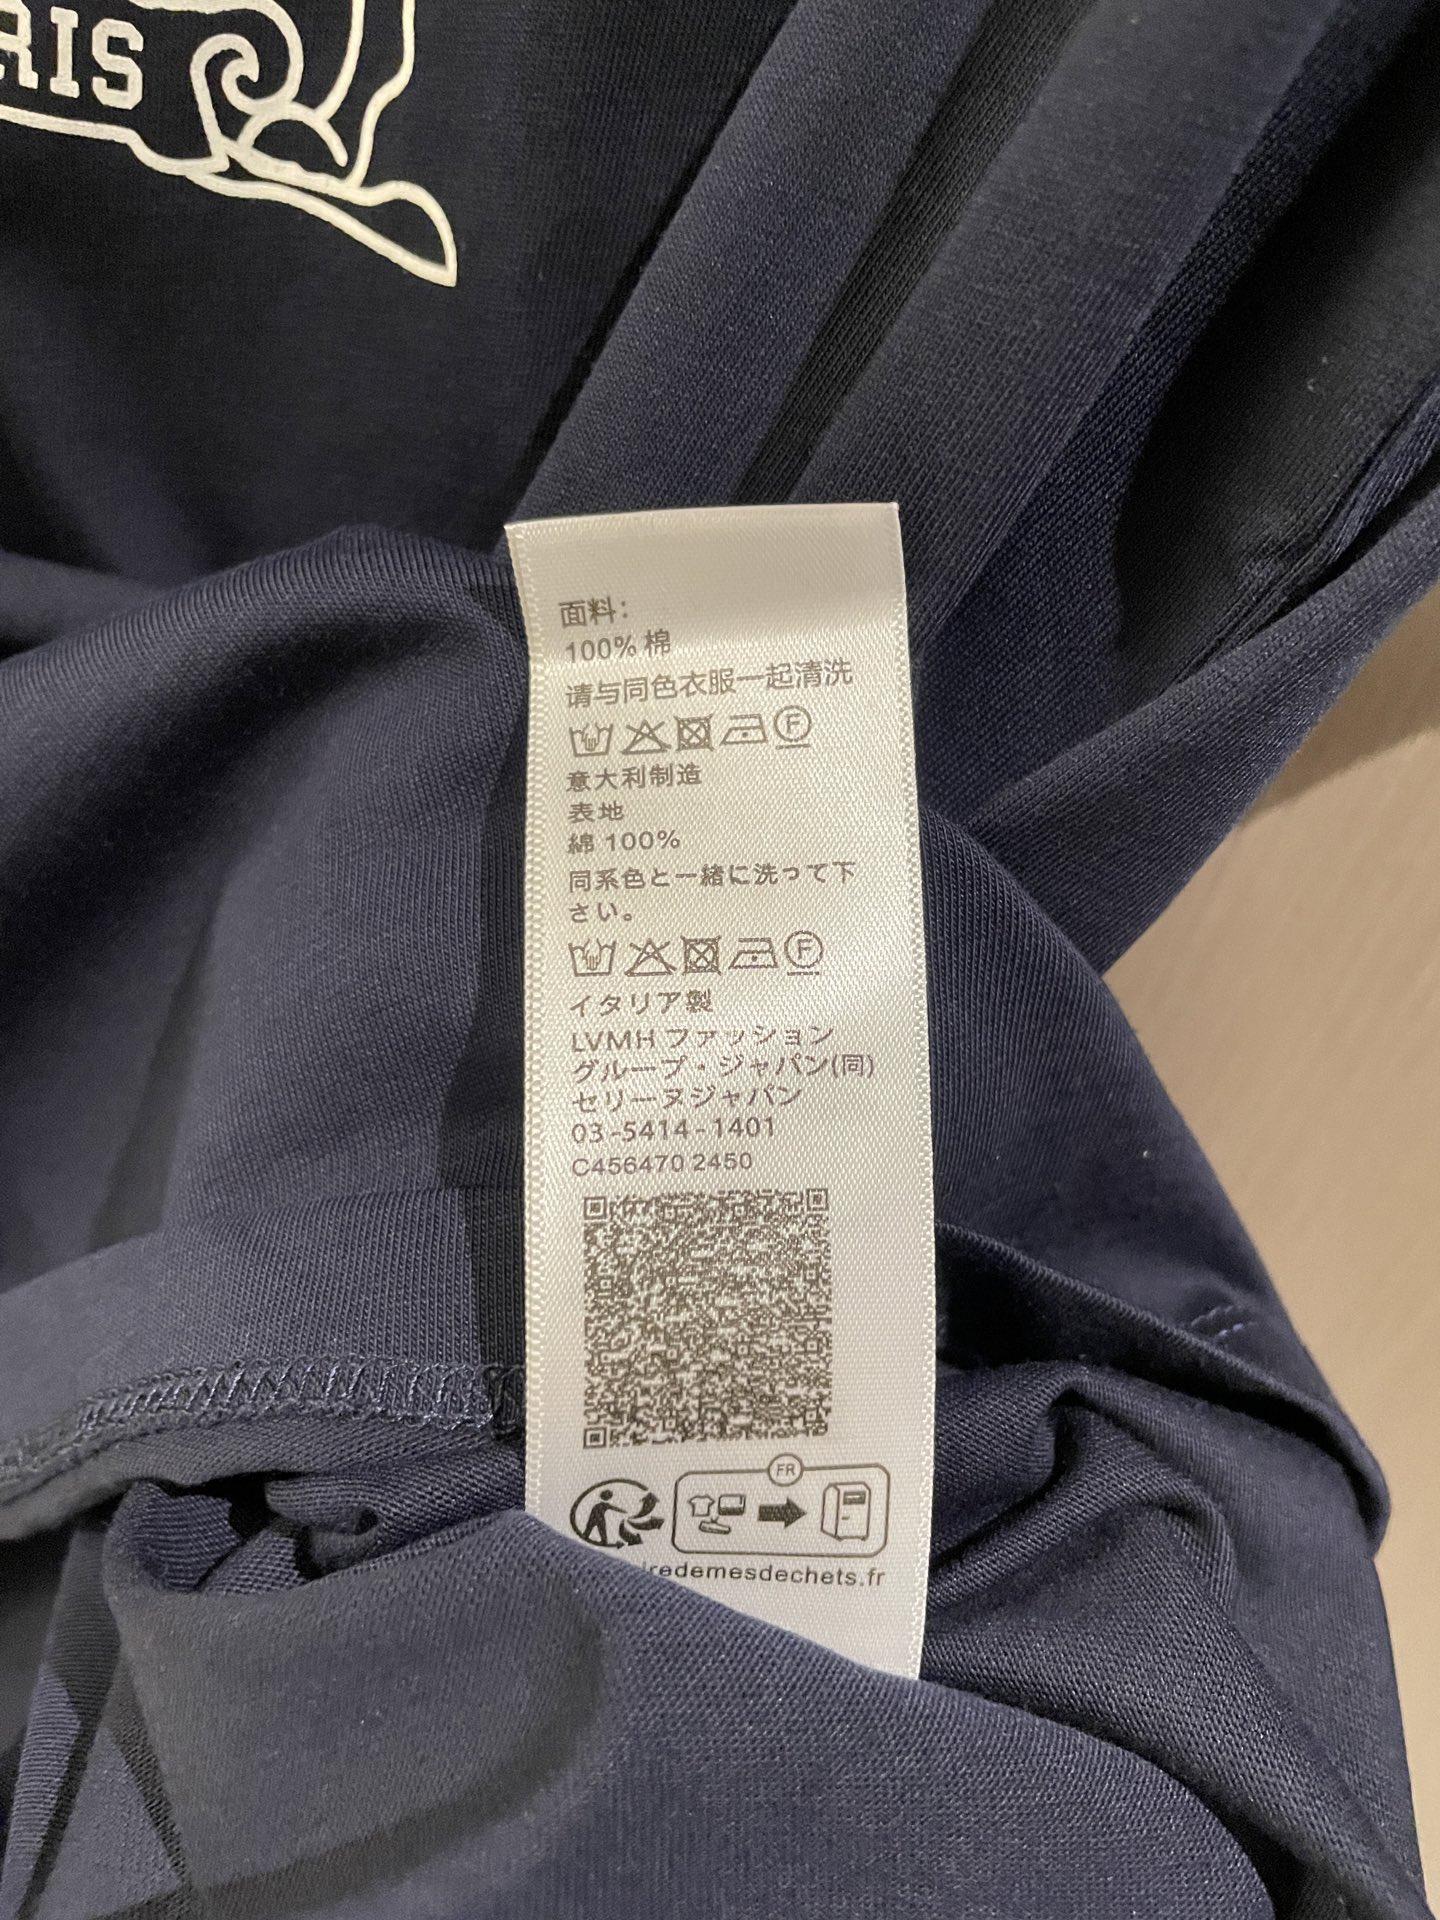 RIS
面料：
100% 棉
请与同色衣服一起清洗
F
意大利制造
表地
綿 100%
同系色と一緒に洗って下
さい。
F
イタリア製
LVMH ファッション
グループ・ジャパン(同)
セリーヌジャパン
03-5414-1401
C456470 2450
FR
iredemesdechets.fr